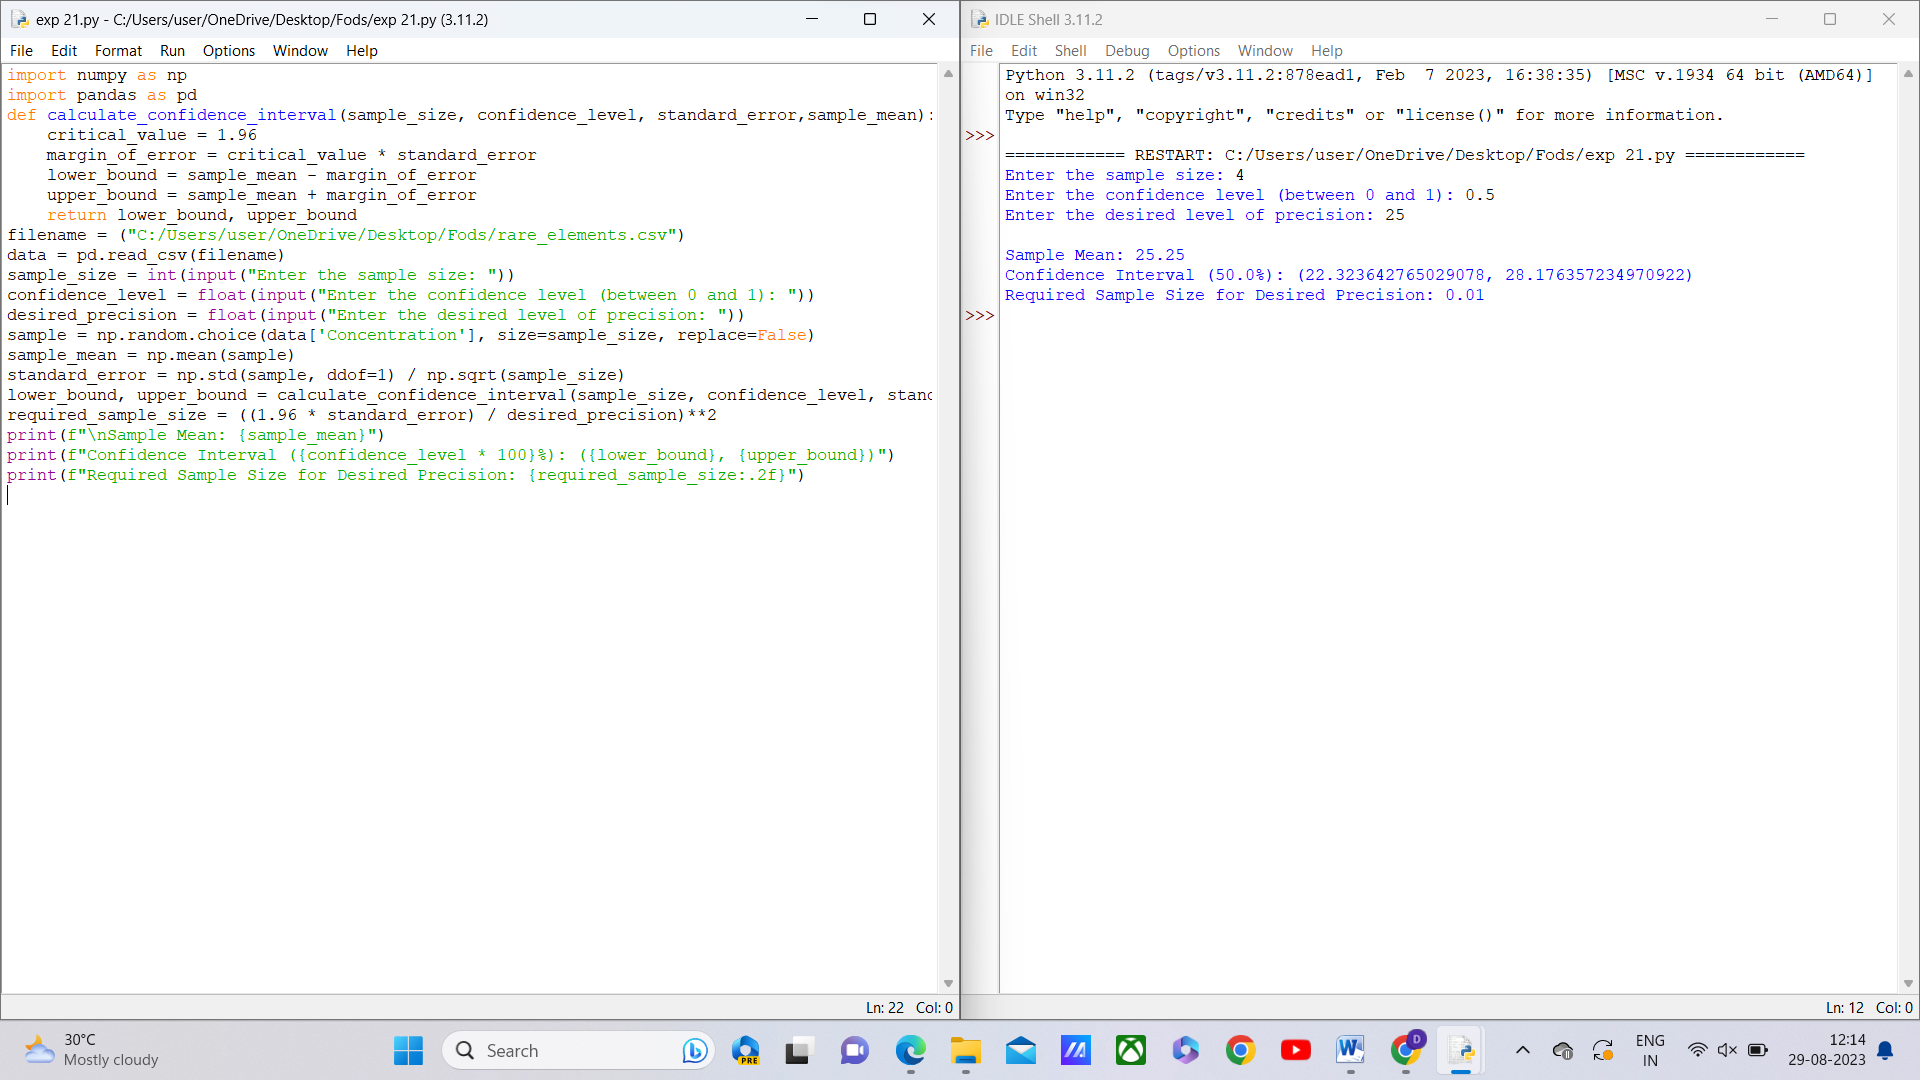 exp 21.py - C:/Users/user/OneDrive/Desktop/Fods/exp 21.py (3.11.2)
File Edit Format Run Options Window Help
import numpy as np
import pandas as pd
def calculate_confidence_interval(sample_size, confidence_level, standard_error,sample_mean):
    critical_value = 1.96
    margin_of_error = critical_value * standard_error
    lower_bound = sample_mean - margin_of_error
    upper_bound = sample_mean + margin_of_error
    return lower_bound, upper_bound
filename = ("C:/Users/user/OneDrive/Desktop/Fods/rare_elements.csv")
data = pd.read_csv(filename)
sample_size = int(input("Enter the sample size: "))
confidence_level = float(input("Enter the confidence level (between 0 and 1): "))
desired_precision = float(input("Enter the desired level of precision: "))
sample = np.random.choice(data['Concentration'], size=sample_size, replace=False)
sample_mean = np.mean(sample)
standard_error = np.std(sample, ddof=1) / np.sqrt(sample_size)
lower_bound, upper_bound = calculate_confidence_interval(sample_size, confidence_level, stand
required_sample_size = ((1.96 * standard_error) / desired_precision)**2
print(f"\nSample Mean: {sample_mean}")
print(f"Confidence Interval ({confidence_level * 100}%): ({lower_bound}, {upper_bound})")
print(f"Required Sample Size for Desired Precision: {required_sample_size:.2f}")
Ln: 22 Col: 0
IDLE Shell 3.11.2
File Edit Shell Debug Options Window Help
Python 3.11.2 (tags/v3.11.2:878ead1, Feb  7 2023, 16:38:35) [MSC v.1934 64 bit (AMD64)]
on win32
Type "help", "copyright", "credits" or "license()" for more information.
>>>
============ RESTART: C:/Users/user/OneDrive/Desktop/Fods/exp 21.py ============
Enter the sample size: 4
Enter the confidence level (between 0 and 1): 0.5
Enter the desired level of precision: 25
Sample Mean: 25.25
Confidence Interval (50.0%): (22.323642765029078, 28.176357234970922)
Required Sample Size for Desired Precision: 0.01
>>>
Ln: 12 Col: 0
30°C
Mostly cloudy
Search
PRE
W
D
ENG
IN
12:14
29-08-2023